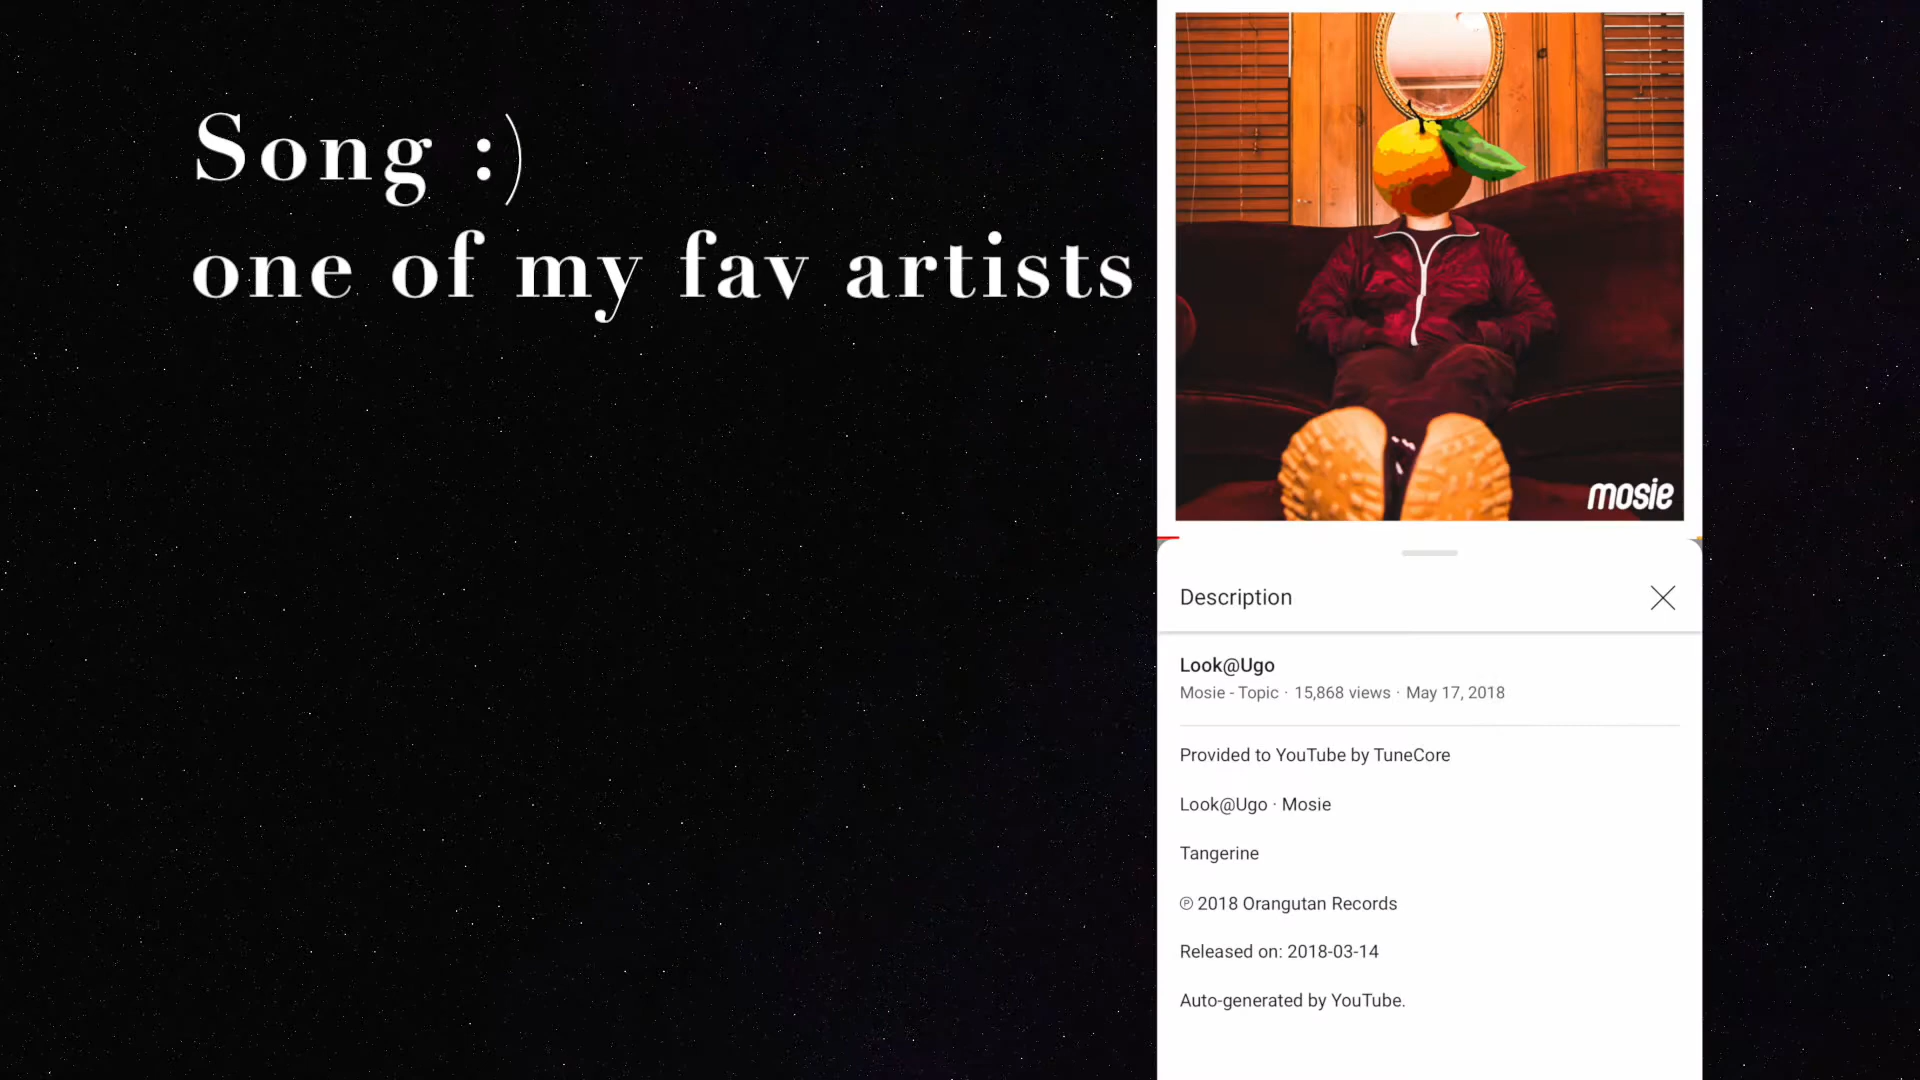 Song :)
one of my fav artists
mosie
Description
Look@Ugo
Mosie - Topic · 15,868 views · May 17, 2018
Provided to YouTube by TuneCore
Look@Ugo · Mosie
Tangerine
℗ 2018 Orangutan Records
Released on: 2018-03-14
Auto-generated by YouTube.